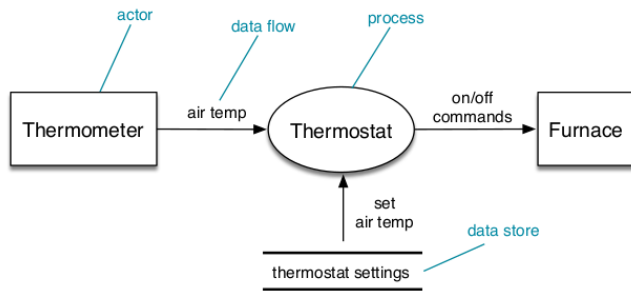 actor
data flow
process
Thermometer
air temp
Thermostat
on/off
commands
Furnace
set
air temp
data store
thermostat settings